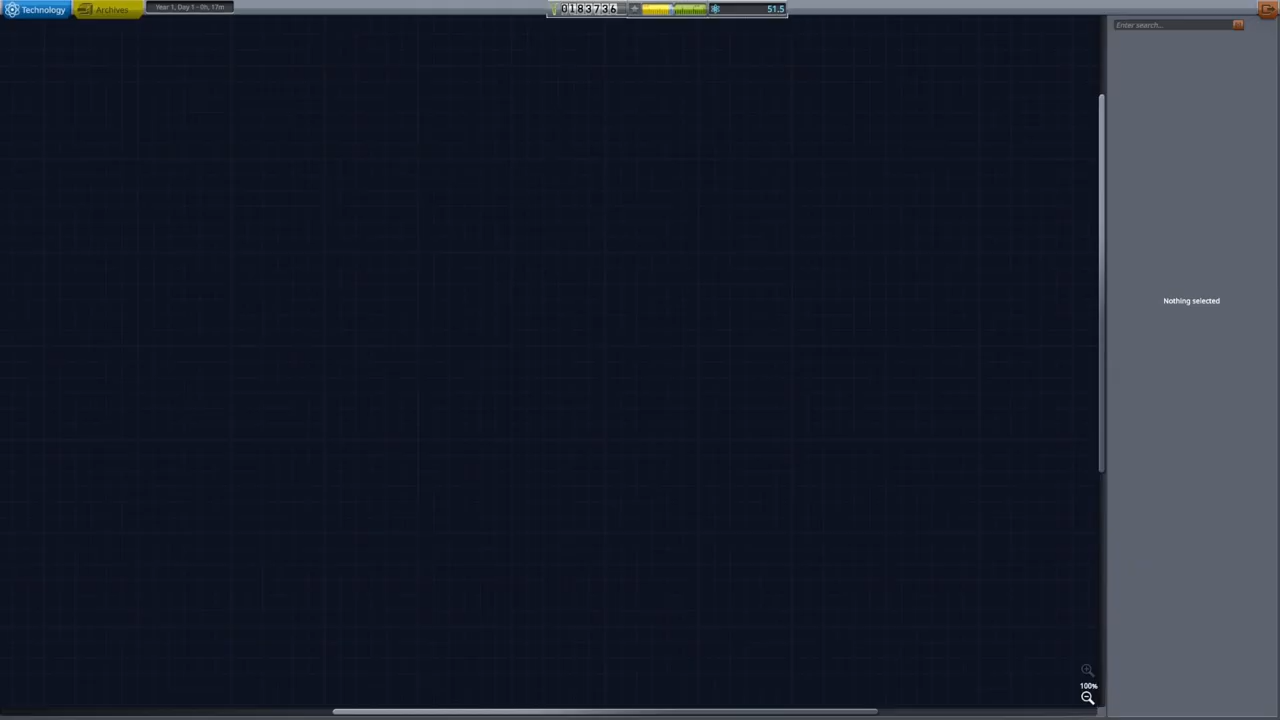 Technology
Archives
Year 1, Day 1 - 0h, 17m
0183736
51.5
Enter search...
Nothing selected
100%